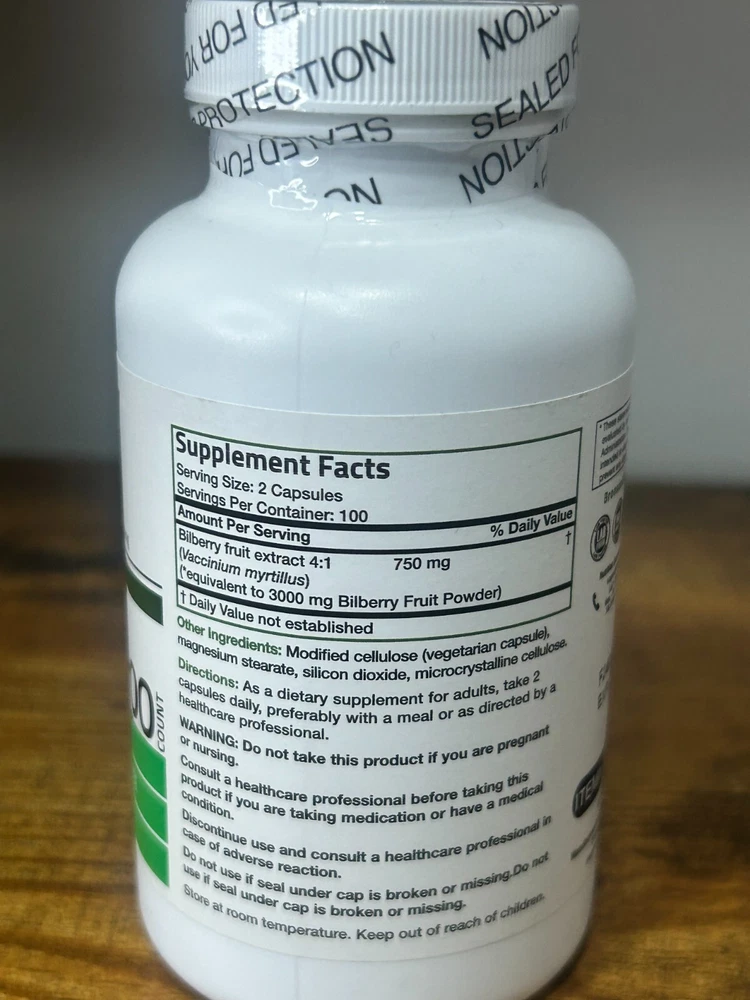 PROTECTION
SEALED
SEALED
Supplement Facts
Serving Size: 2 Capsules
Servings Per Container: 100
Amount Per Serving % Daily Value
Bilberry fruit extract 4:1 750 mg †
(Vaccinium myrtillus)
(*equivalent to 3000 mg Bilberry Fruit Powder)
† Daily Value not established
Other Ingredients: Modified cellulose (vegetarian capsule),
magnesium stearate, silicon dioxide, microcrystalline cellulose.
Directions: As a dietary supplement for adults, take 2
capsules daily, preferably with a meal or as directed by a
healthcare professional.
WARNING: Do not take this product if you are pregnant
or nursing.
Consult a healthcare professional before taking this
product if you are taking medication or have a medical
condition.
Discontinue use and consult a healthcare professional in
case of adverse reaction.
Do not use if seal under cap is broken or missing.Do not
use if seal under cap is broken or missing.
Store at room temperature. Keep out of reach of children.
COUNT
* These